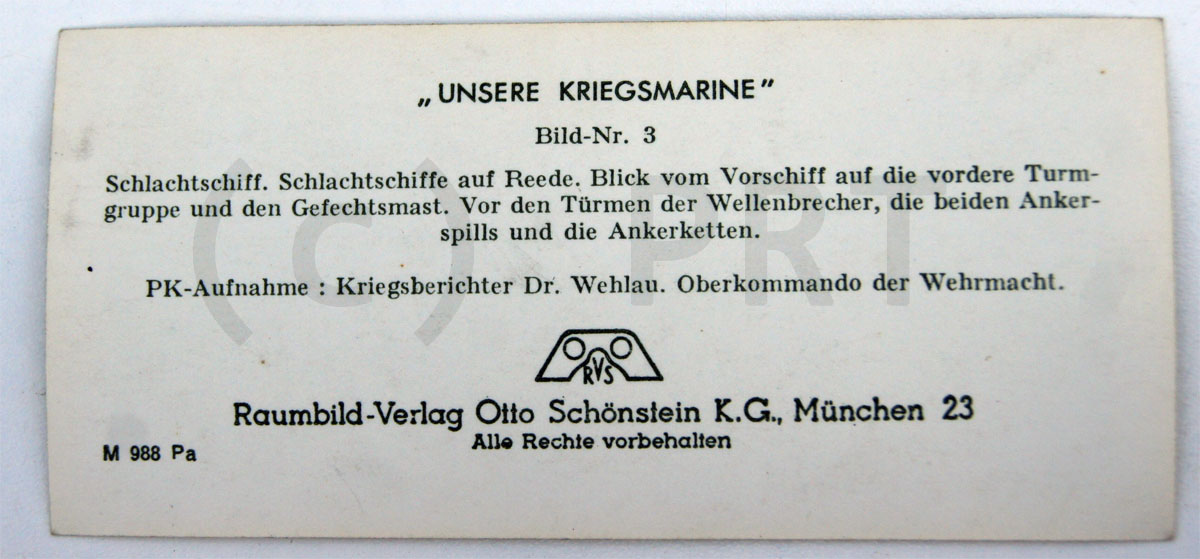 „UNSERE KRIEGSMARINE”
Bild-Nr. 3
Schlachtschiff. Schlachtschiffe auf Reede. Blick vom Vorschiff auf die vordere Turm-
gruppe und den Gefechtsmast. Vor den Türmen der Wellenbrecher, die beiden Anker-
spills und die Ankerketten.
(c) PRT
PK-Aufnahme : Kriegsberichter Dr. Wehlau. Oberkommando der Wehrmacht.
RVS
Raumbild-Verlag Otto Schönstein K.G., München 23
Alle Rechte vorbehalten
M 988 Pa